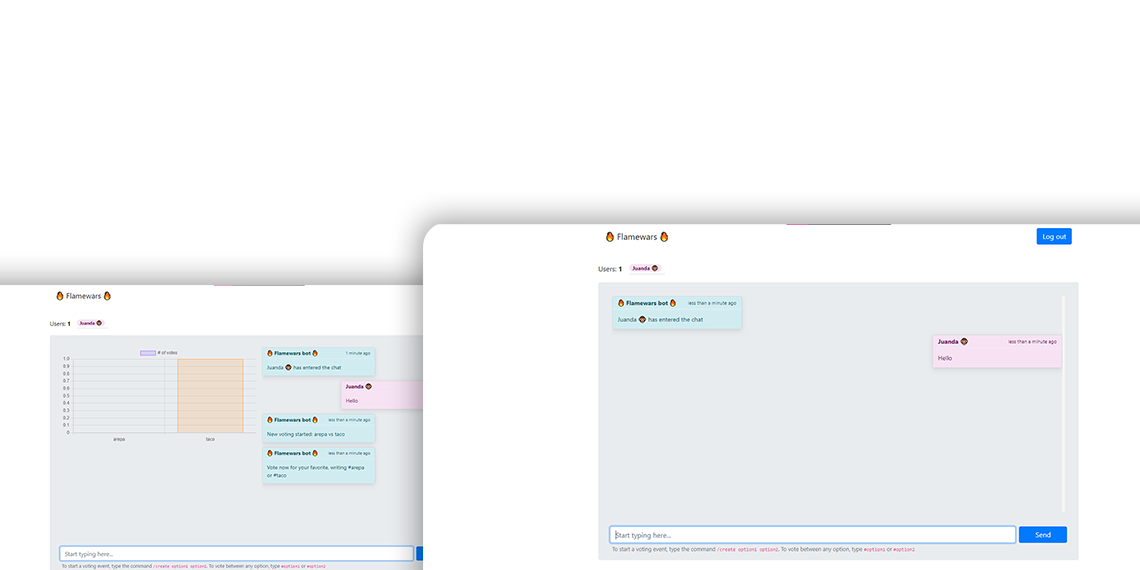 🔥 Flamewars 🔥
Users: 1 Juanda
# of votes
1.0
0.9
0.8
0.7
0.6
0.5
0.4
0.3
0.2
0.1
0
arepa taco
🔥 Flamewars bot 🔥 1 minute ago
Juanda has entered the chat
Juanda
Hello
🔥 Flamewars bot 🔥 less than a minute ago
New voting started: arepa vs taco
🔥 Flamewars bot 🔥 less than a minute ago
Vote now for your favorite, writing #arepa
or #taco
Start typing here...
To start a voting event, type the command /create option1 option2. To vote between any option, type #option1 or #option2
🔥 Flamewars 🔥 Log out
Users: 1 Juanda
🔥 Flamewars bot 🔥 less than a minute ago
Juanda has entered the chat
Juanda less than a minute ago
Hello
Start typing here... Send
To start a voting event, type the command /create option1 option2. To vote between any option, type #option1 or #option2